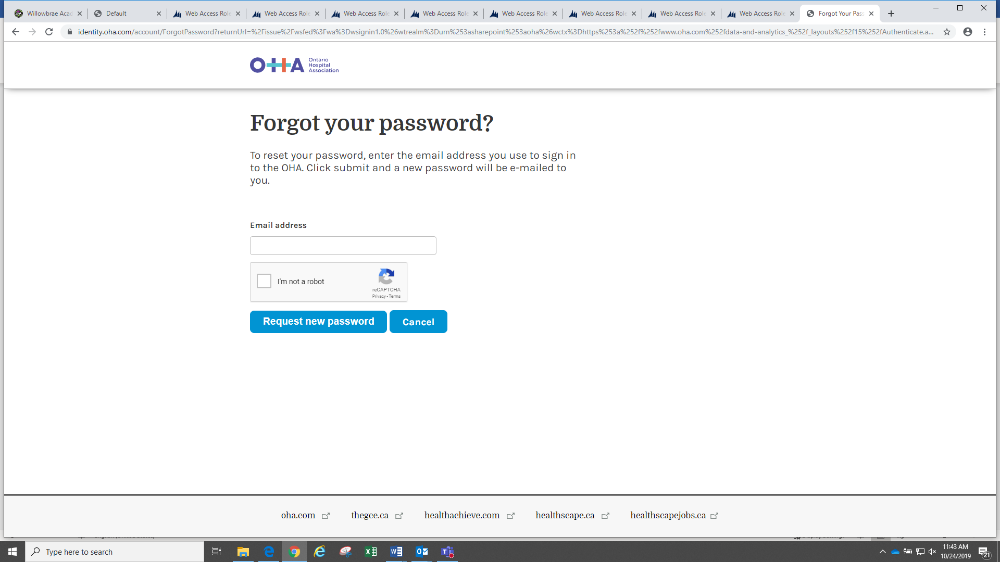 Willowbrae Acad
Default
Web Access Role
Web Access Role
Web Access Role
Web Access Role
Web Access Role
Web Access Role
Web Access Role
Web Access Role
Forgot Your Pass
identity.oha.com/account/ForgotPassword?returnUrl=%2Fissue%2Fwsfed%3Fwa%3Dwsignin1.0%26wtrealm%3Durn%253asharepoint%253aoha%26wctx%3Dhttps%253a%252f%252fwww.oha.com%252fdata-and-analytics_%252f_layouts%252f15%252fAuthenticate.a...
OHA
Ontario
Hospital
Association
Forgot your password?
To reset your password, enter the email address you use to sign in
to the OHA. Click submit and a new password will be e-mailed to
you.
Email address
I'm not a robot
reCAPTCHA
Privacy - Terms
Request new password
Cancel
oha.com
thegce.ca
healthachieve.com
healthscape.ca
healthscapejobs.ca
Type here to search
11:43 AM
10/24/2019
21